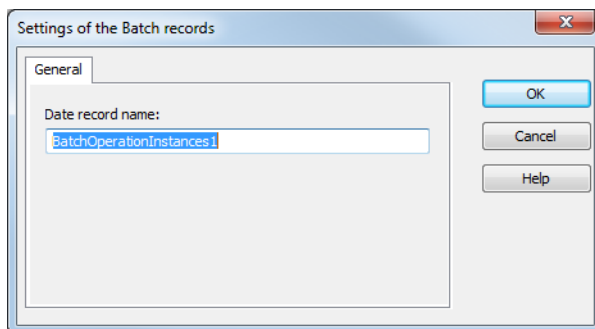 Settings of the Batch records
General
Date record name:
BatchOperationInstances1
OK
Cancel
Help